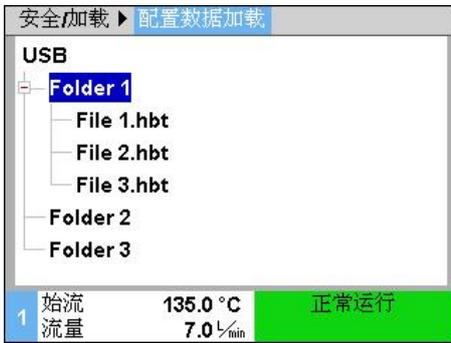 安全/加载 ▶ 配置数据加载
USB
Folder 1
File 1.hbt
File 2.hbt
File 3.hbt
Folder 2
Folder 3
1 始流 135.0 °C 正常运行
流量 7.0 L/min